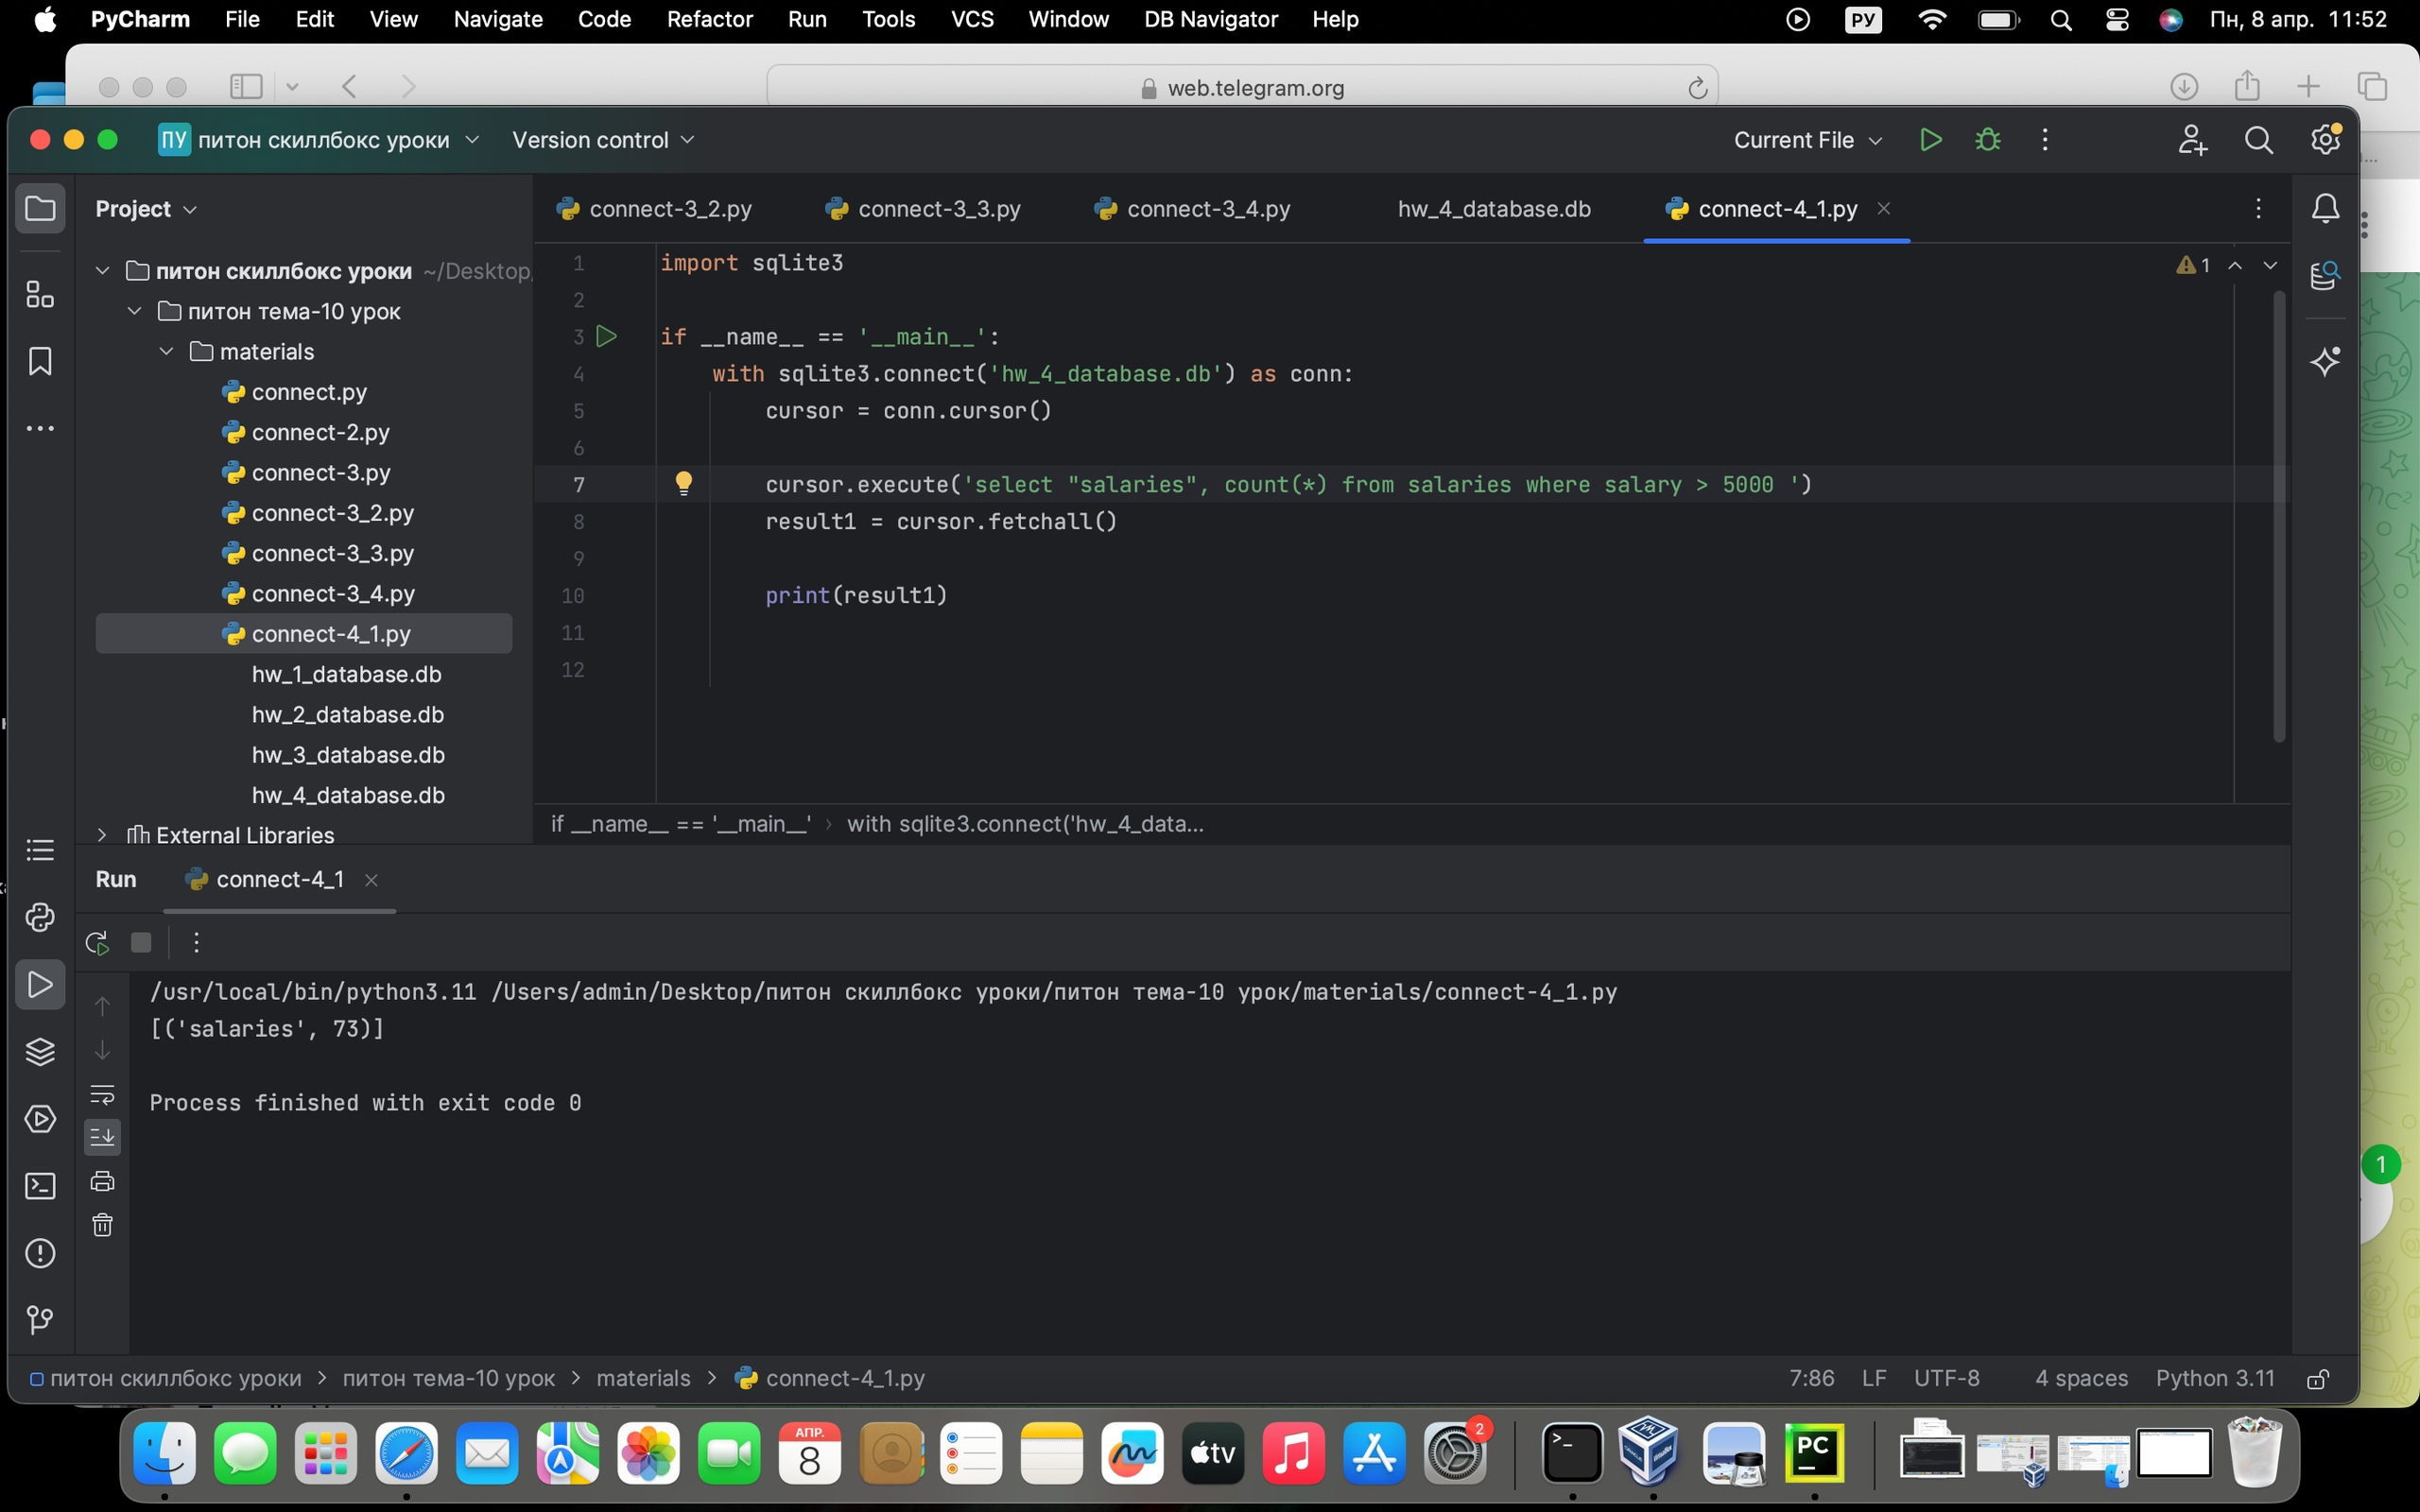 PyCharm File Edit View Navigate Code Refactor Run Tools VCS Window DB Navigator Help РУ Пн, 8 апр. 11:52
web.telegram.org
ПУ питон скиллбокс уроки Version control Current File
Project connect-3_2.py connect-3_3.py connect-3_4.py hw_4_database.db connect-4_1.py
питон скиллбокс уроки ~/Desktop
питон тема-10 урок
materials
connect.py
connect-2.py
connect-3.py
connect-3_2.py
connect-3_3.py
connect-3_4.py
connect-4_1.py
hw_1_database.db
hw_2_database.db
hw_3_database.db
hw_4_database.db
External Libraries
1 import sqlite3 1
2
3 if __name__ == '__main__':
4 with sqlite3.connect('hw_4_database.db') as conn:
5 cursor = conn.cursor()
6
7 cursor.execute('select "salaries", count(*) from salaries where salary > 5000 ')
8 result1 = cursor.fetchall()
9
10 print(result1)
11
12
if __name__ == '__main__' › with sqlite3.connect('hw_4_data...
Run connect-4_1
/usr/local/bin/python3.11 /Users/admin/Desktop/питон скиллбокс уроки/питон тема-10 урок/materials/connect-4_1.py
[('salaries', 73)]
Process finished with exit code 0
1
питон скиллбокс уроки > питон тема-10 урок > materials > connect-4_1.py 7:86 LF UTF-8 4 spaces Python 3.11
АПР.
8
tv
2
PC